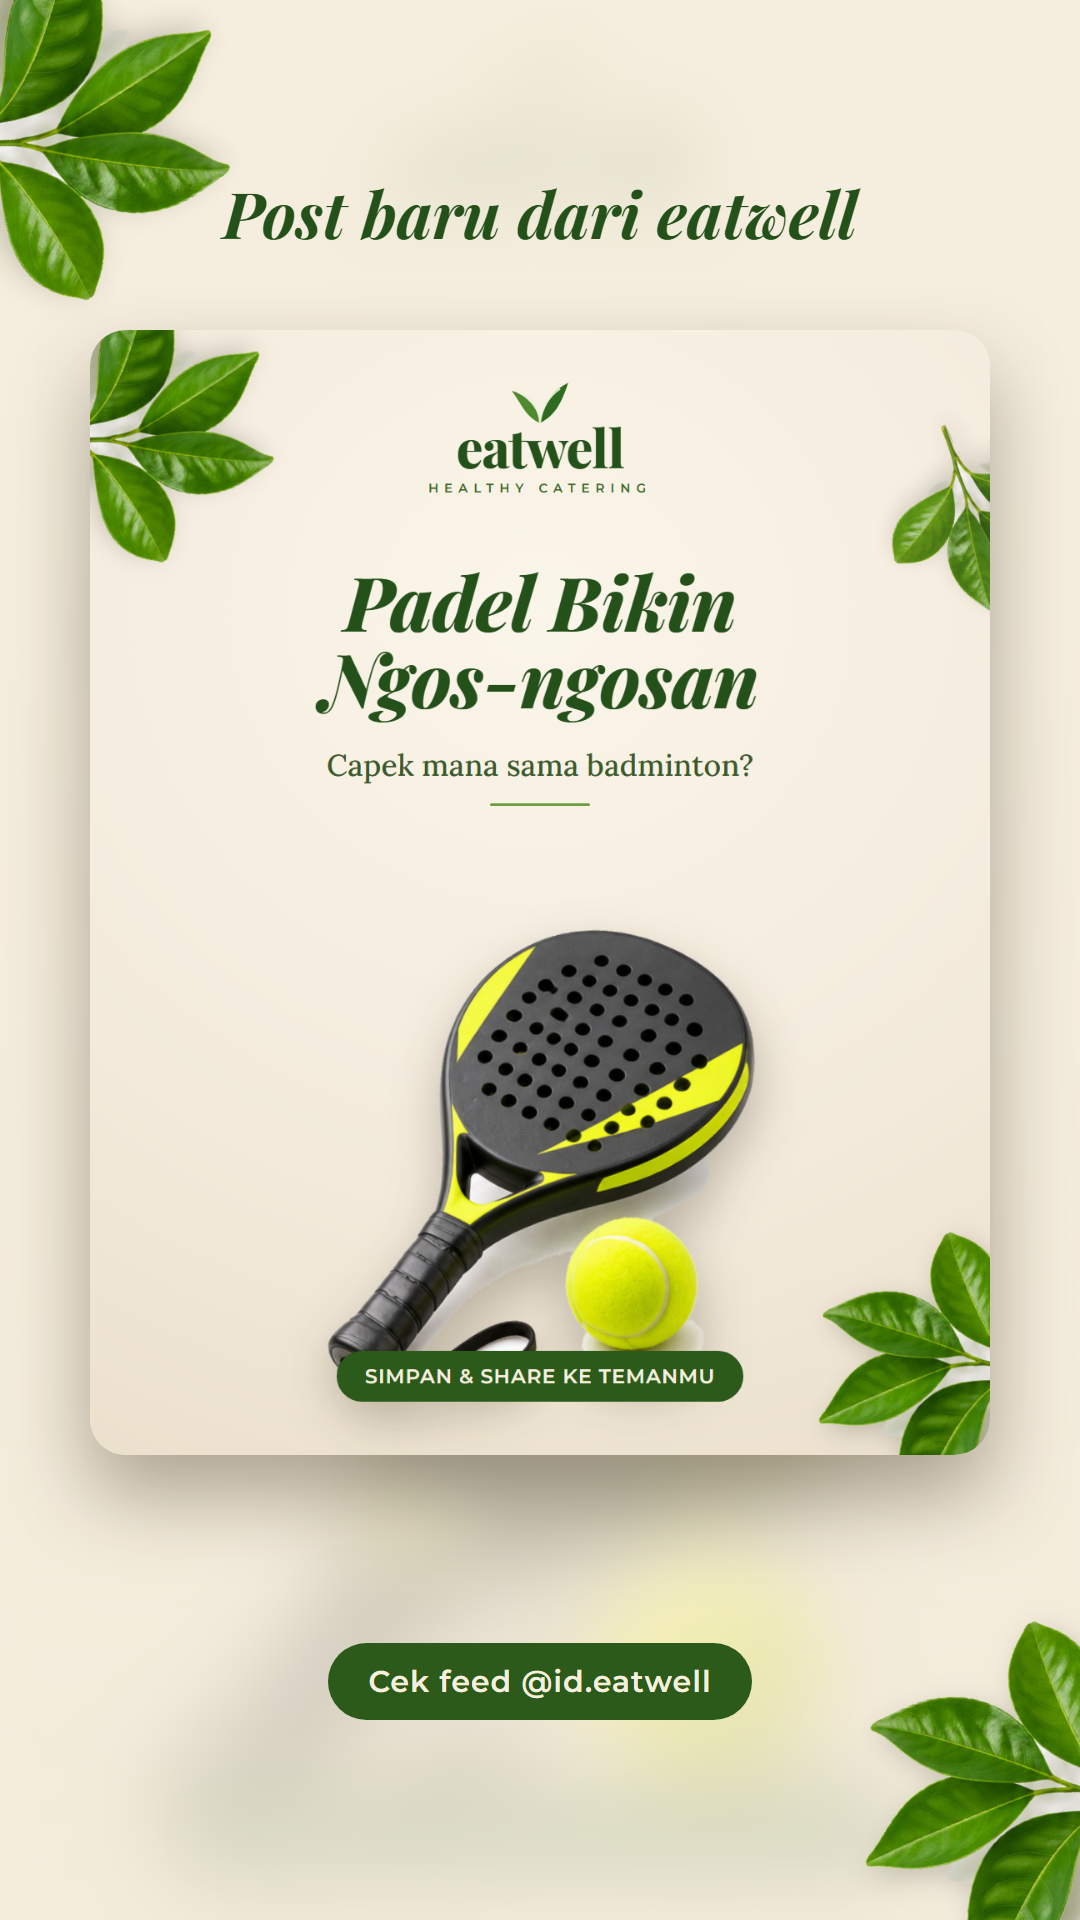 Post baru dari eatwell
eatwell
HEALTHY CATERING
Padel Bikin
Ngos-ngosan
Capek mana sama badminton?
SIMPAN & SHARE KE TEMANMU
Cek feed @id.eatwell